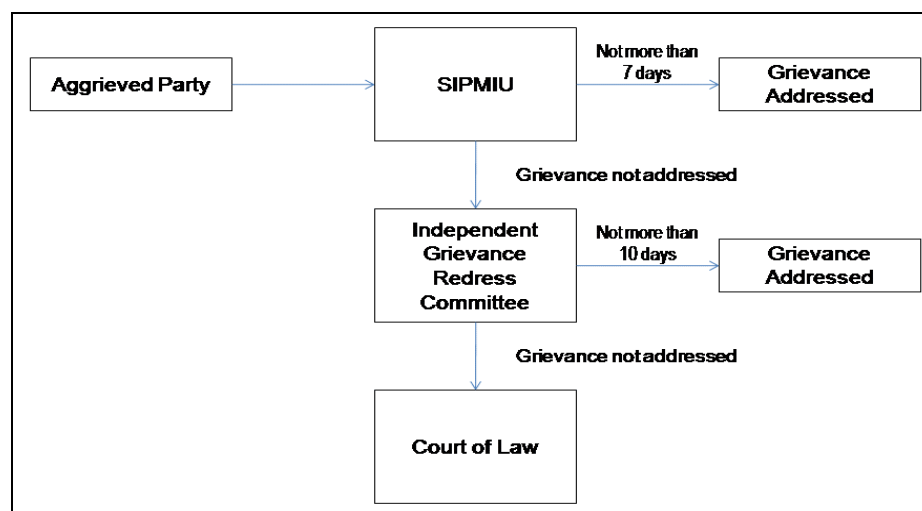 Aggrieved Party
SIPMIU
Not more than
7 days
Grievance
Addressed
Grievance not addressed
Independent
Grievance
Redress
Committee
Not more than
10 days
Grievance
Addressed
Grievance not addressed
Court of Law